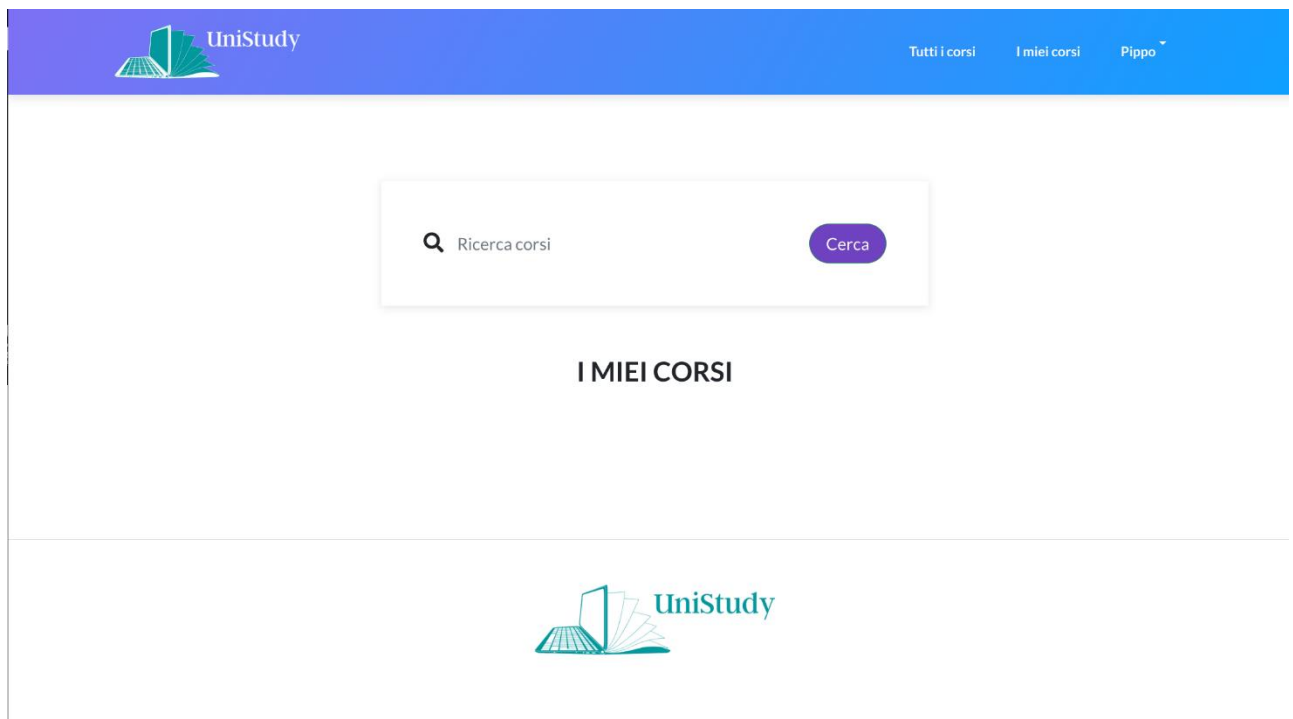 UniStudy
Tutti i corsi I miei corsi Pippo
Ricerca corsi Cerca
I MIEI CORSI
UniStudy